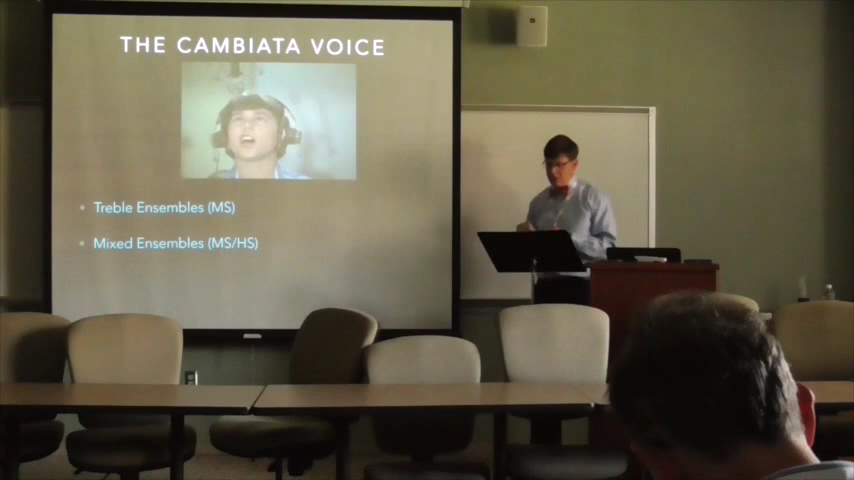 THE CAMBIATA VOICE
Treble Ensembles (MS)
Mixed Ensembles (MS/HS)